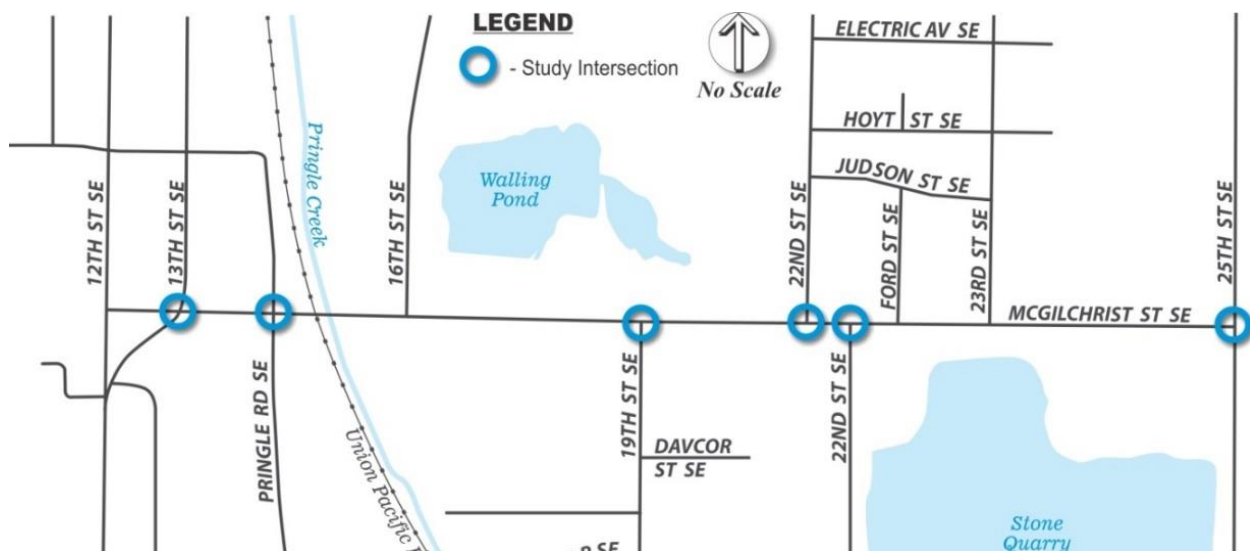 LEGEND
- Study Intersection
No Scale
ELECTRIC AV SE
HOYT ST SE
JUDSON ST SE
Pringle Creek
Walling
Pond
12TH ST SE
13TH ST SE
16TH ST SE
22ND ST SE
FORD ST SE
23RD ST SE
25TH ST SE
MCGILCHRIST ST SE
PRINGLE RD SE
Union Pacific
19TH ST SE
DAVCOR
ST SE
22ND ST SE
Stone
Quarry
SE